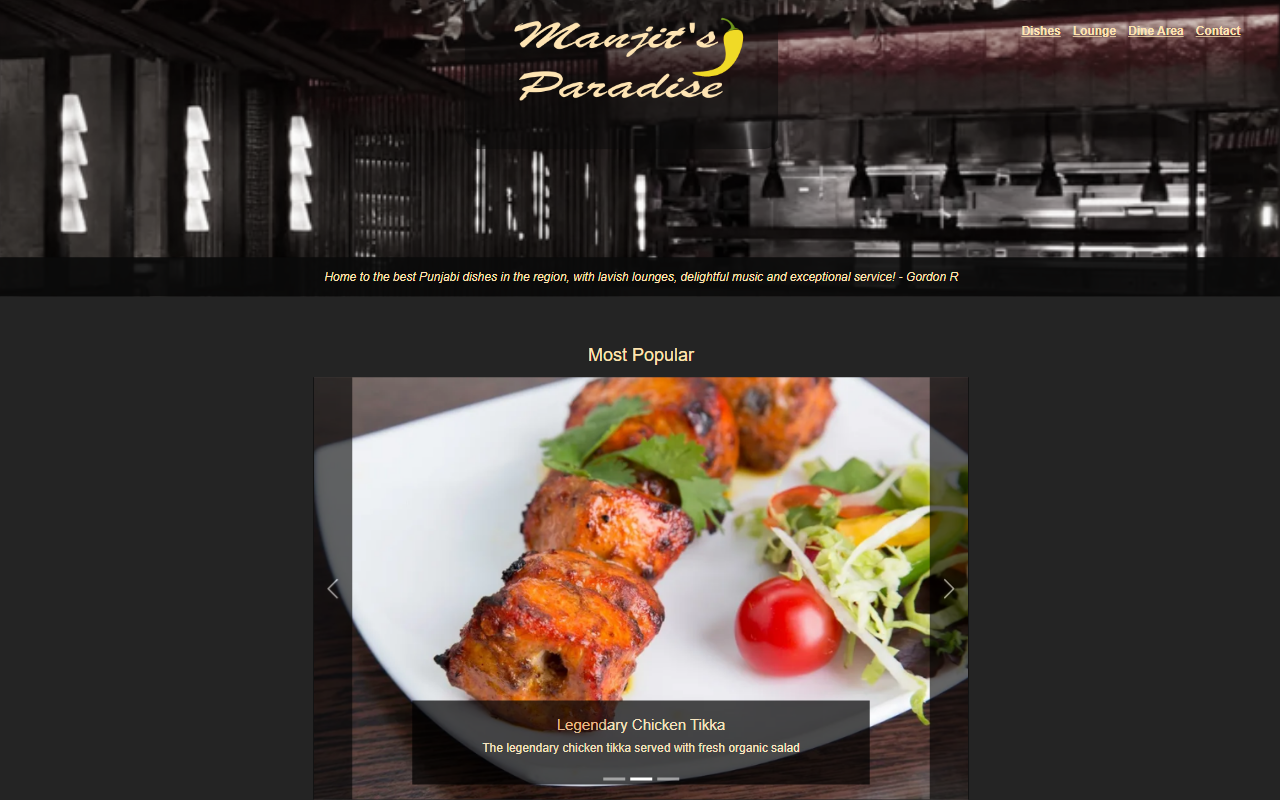 Manjit's
Paradise
Dishes Lounge Dine Area Contact
Home to the best Punjabi dishes in the region, with lavish lounges, delightful music and exceptional service! - Gordon R
Most Popular
Legendary Chicken Tikka
The legendary chicken tikka served with fresh organic salad